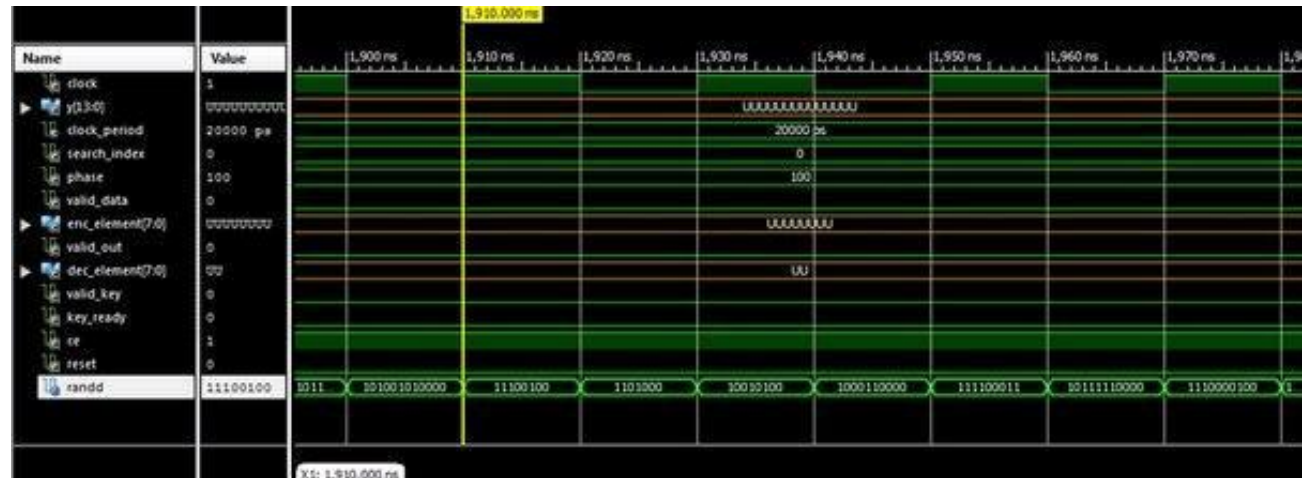 1,910.000 ns
Name Value 1,900 ns 1,910 ns 1,920 ns 1,930 ns 1,940 ns 1,950 ns 1,960 ns 1,970 ns 1,9
clock 1
y[13:0] UUUUUUUUUU UUUUUUUUUUUUUU
clock_period 20000 ps 20000 ps
search_index 0 0
phase 100 100
valid_data 0
enc_element[7:0] UUUUUUUU UUUUUUUU
valid_out 0
dec_element[7:0] UU UU
valid_key 0
key_ready 0
ce 1
reset 0
randd 11100100 1011 101001010000 11100100 1101000 10010100 1000110000 111100011 10111110000 1110000100 1
X1: 1,910.000 ns